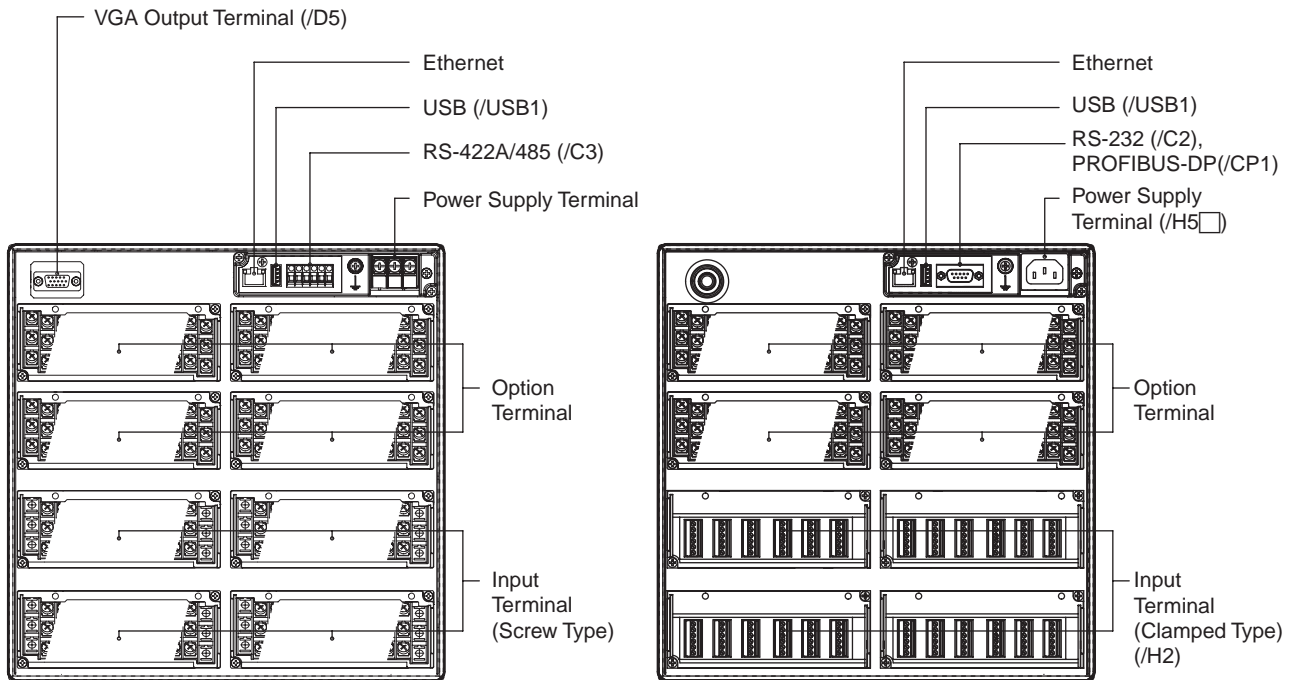 VGA Output Terminal (/D5)
Ethernet
USB (/USB1)
RS-422A/485 (/C3)
Power Supply Terminal
Option
Terminal
Input
Terminal
(Screw Type)
Ethernet
USB (/USB1)
RS-232 (/C2),
PROFIBUS-DP(/CP1)
Power Supply
Terminal (/H5□)
Option
Terminal
Input
Terminal
(Clamped Type)
(/H2)